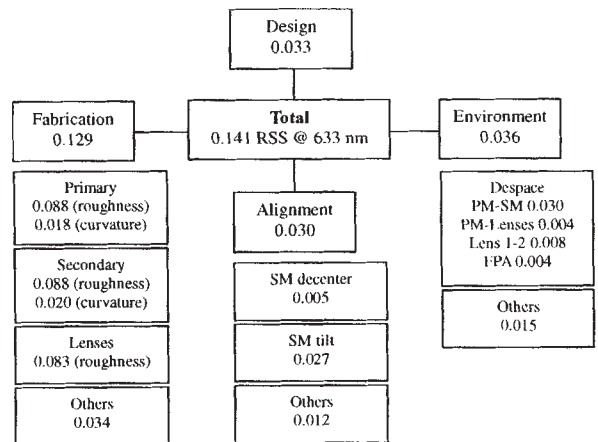 Design
0.033
Fabrication
0.129
Total
0.141 RSS @ 633 nm
Environment
0.036
Primary
0.088 (roughness)
0.018 (curvature)
Secondary
0.088 (roughness)
0.020 (curvature)
Lenses
0.083 (roughness)
Others
0.034
Alignment
0.030
SM decenter
0.005
SM tilt
0.027
Others
0.012
Despace
PM-SM 0.030
PM-Lenses 0.004
Lens 1-2 0.008
FPA 0.004
Others
0.015